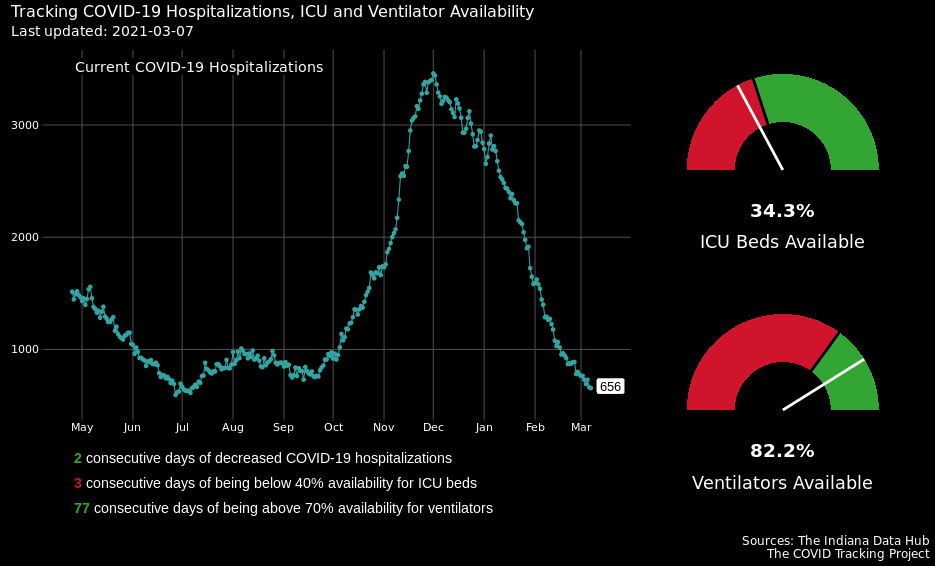 Tracking COVID-19 Hospitalizations, ICU and Ventilator Availability
Last updated: 2021-03-07
Current COVID-19 Hospitalizations
3000
2000
1000
656
May Jun Jul Aug Sep Oct Nov Dec Jan Feb Mar
34.3%
ICU Beds Available
82.2%
Ventilators Available
2 consecutive days of decreased COVID-19 hospitalizations
3 consecutive days of being below 40% availability for ICU beds
77 consecutive days of being above 70% availability for ventilators
Sources: The Indiana Data Hub
The COVID Tracking Project